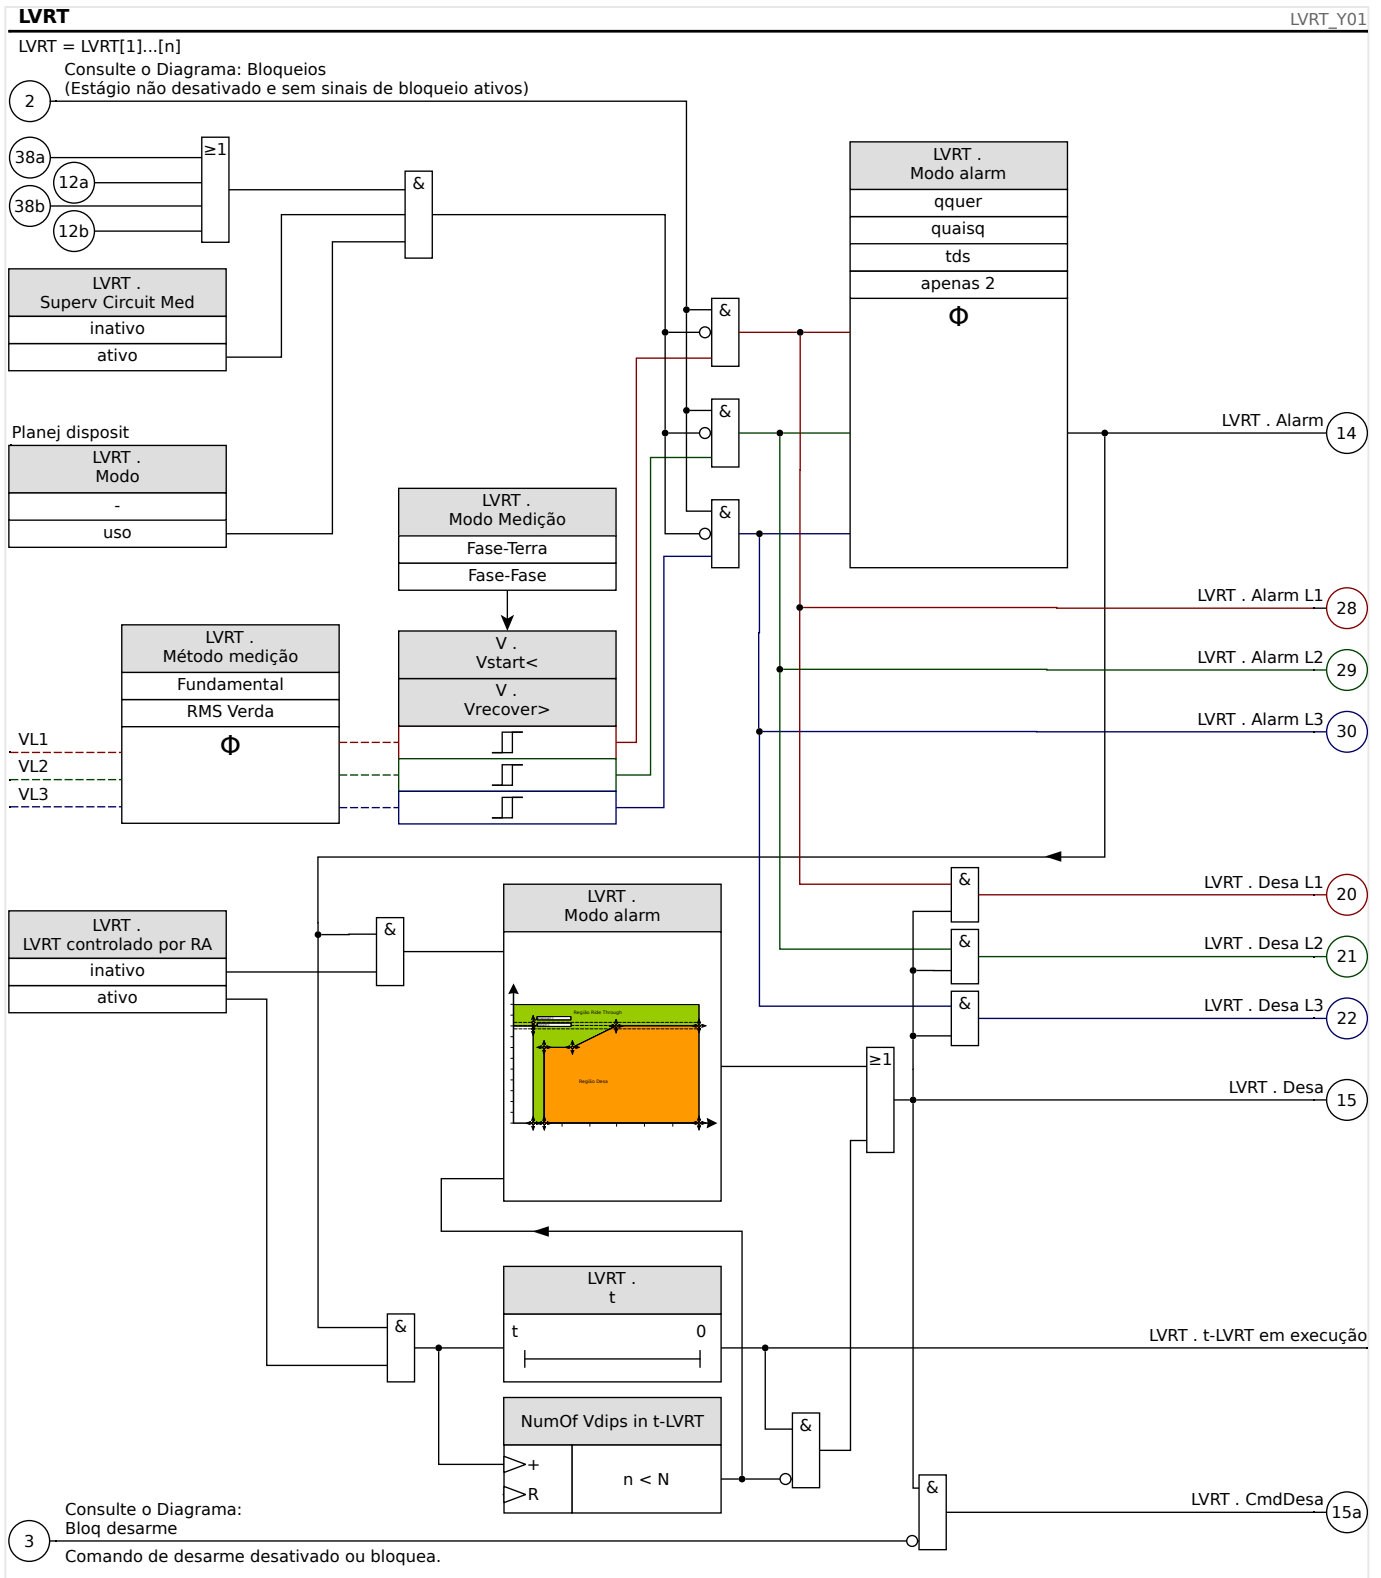 LVRT
LVRT_Y01
LVRT = LVRT[1]...[n]
Consulte o Diagrama: Bloqueios
(Estágio não desativado e sem sinais de bloqueio ativos)
2
38a
12a
38b
12b
≥1
&
LVRT .
Superv Circuit Med
inativo
ativo
Planej disposit
LVRT .
Modo
-
uso
LVRT .
Modo alarm
qquer
quaisq
tds
apenas 2
Φ
&
&
&
LVRT . Alarm
14
LVRT .
Modo Medição
Fase-Terra
Fase-Fase
V .
Vstart<
V .
Vrecover>
LVRT .
Método medição
Fundamental
RMS Verda
Φ
VL1
VL2
VL3
LVRT . Alarm L1
28
LVRT . Alarm L2
29
LVRT . Alarm L3
30
LVRT .
LVRT controlado por RA
inativo
ativo
&
LVRT .
Modo alarm
Região Ride Through
Região Desa
&
LVRT . Desa L1
20
&
LVRT . Desa L2
21
&
LVRT . Desa L3
22
≥1
LVRT . Desa
15
&
LVRT .
t
t
0
LVRT . t-LVRT em execução
NumOf Vdips in t-LVRT
+
R
n < N
&
&
LVRT . CmdDesa
15a
Consulte o Diagrama:
Bloq desarme
3
Comando de desarme desativado ou bloquea.